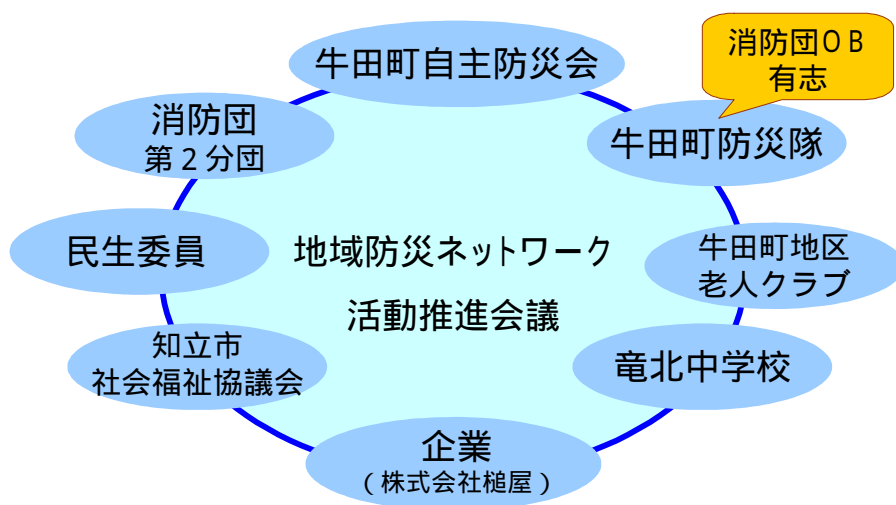 消防団OB
有志
牛田町自主防災会
消防団
第2分団
牛田町防災隊
民生委員
地域防災ネットワーク
活動推進会議
牛田町地区
老人クラブ
知立市
社会福祉協議会
竜北中学校
企業
(株式会社槌屋)